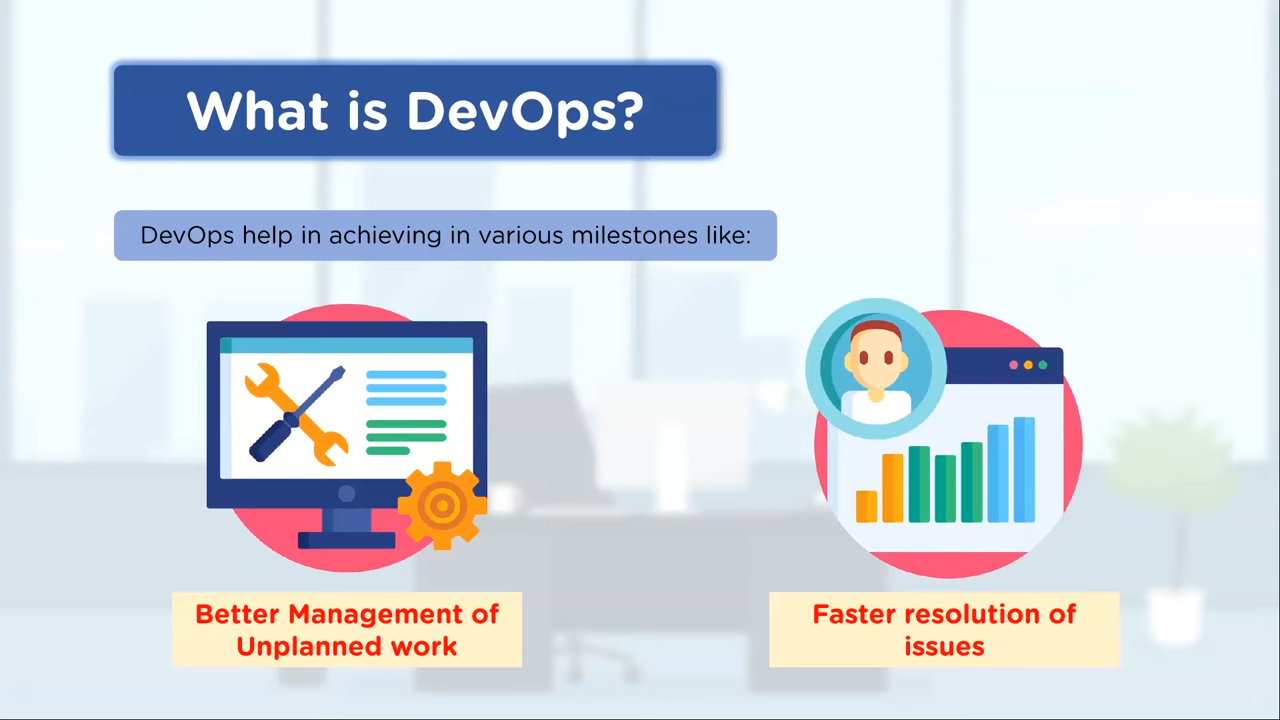 What is DevOps?
DevOps help in achieving in various milestones like:
Better Management of
Unplanned work
Faster resolution of
issues